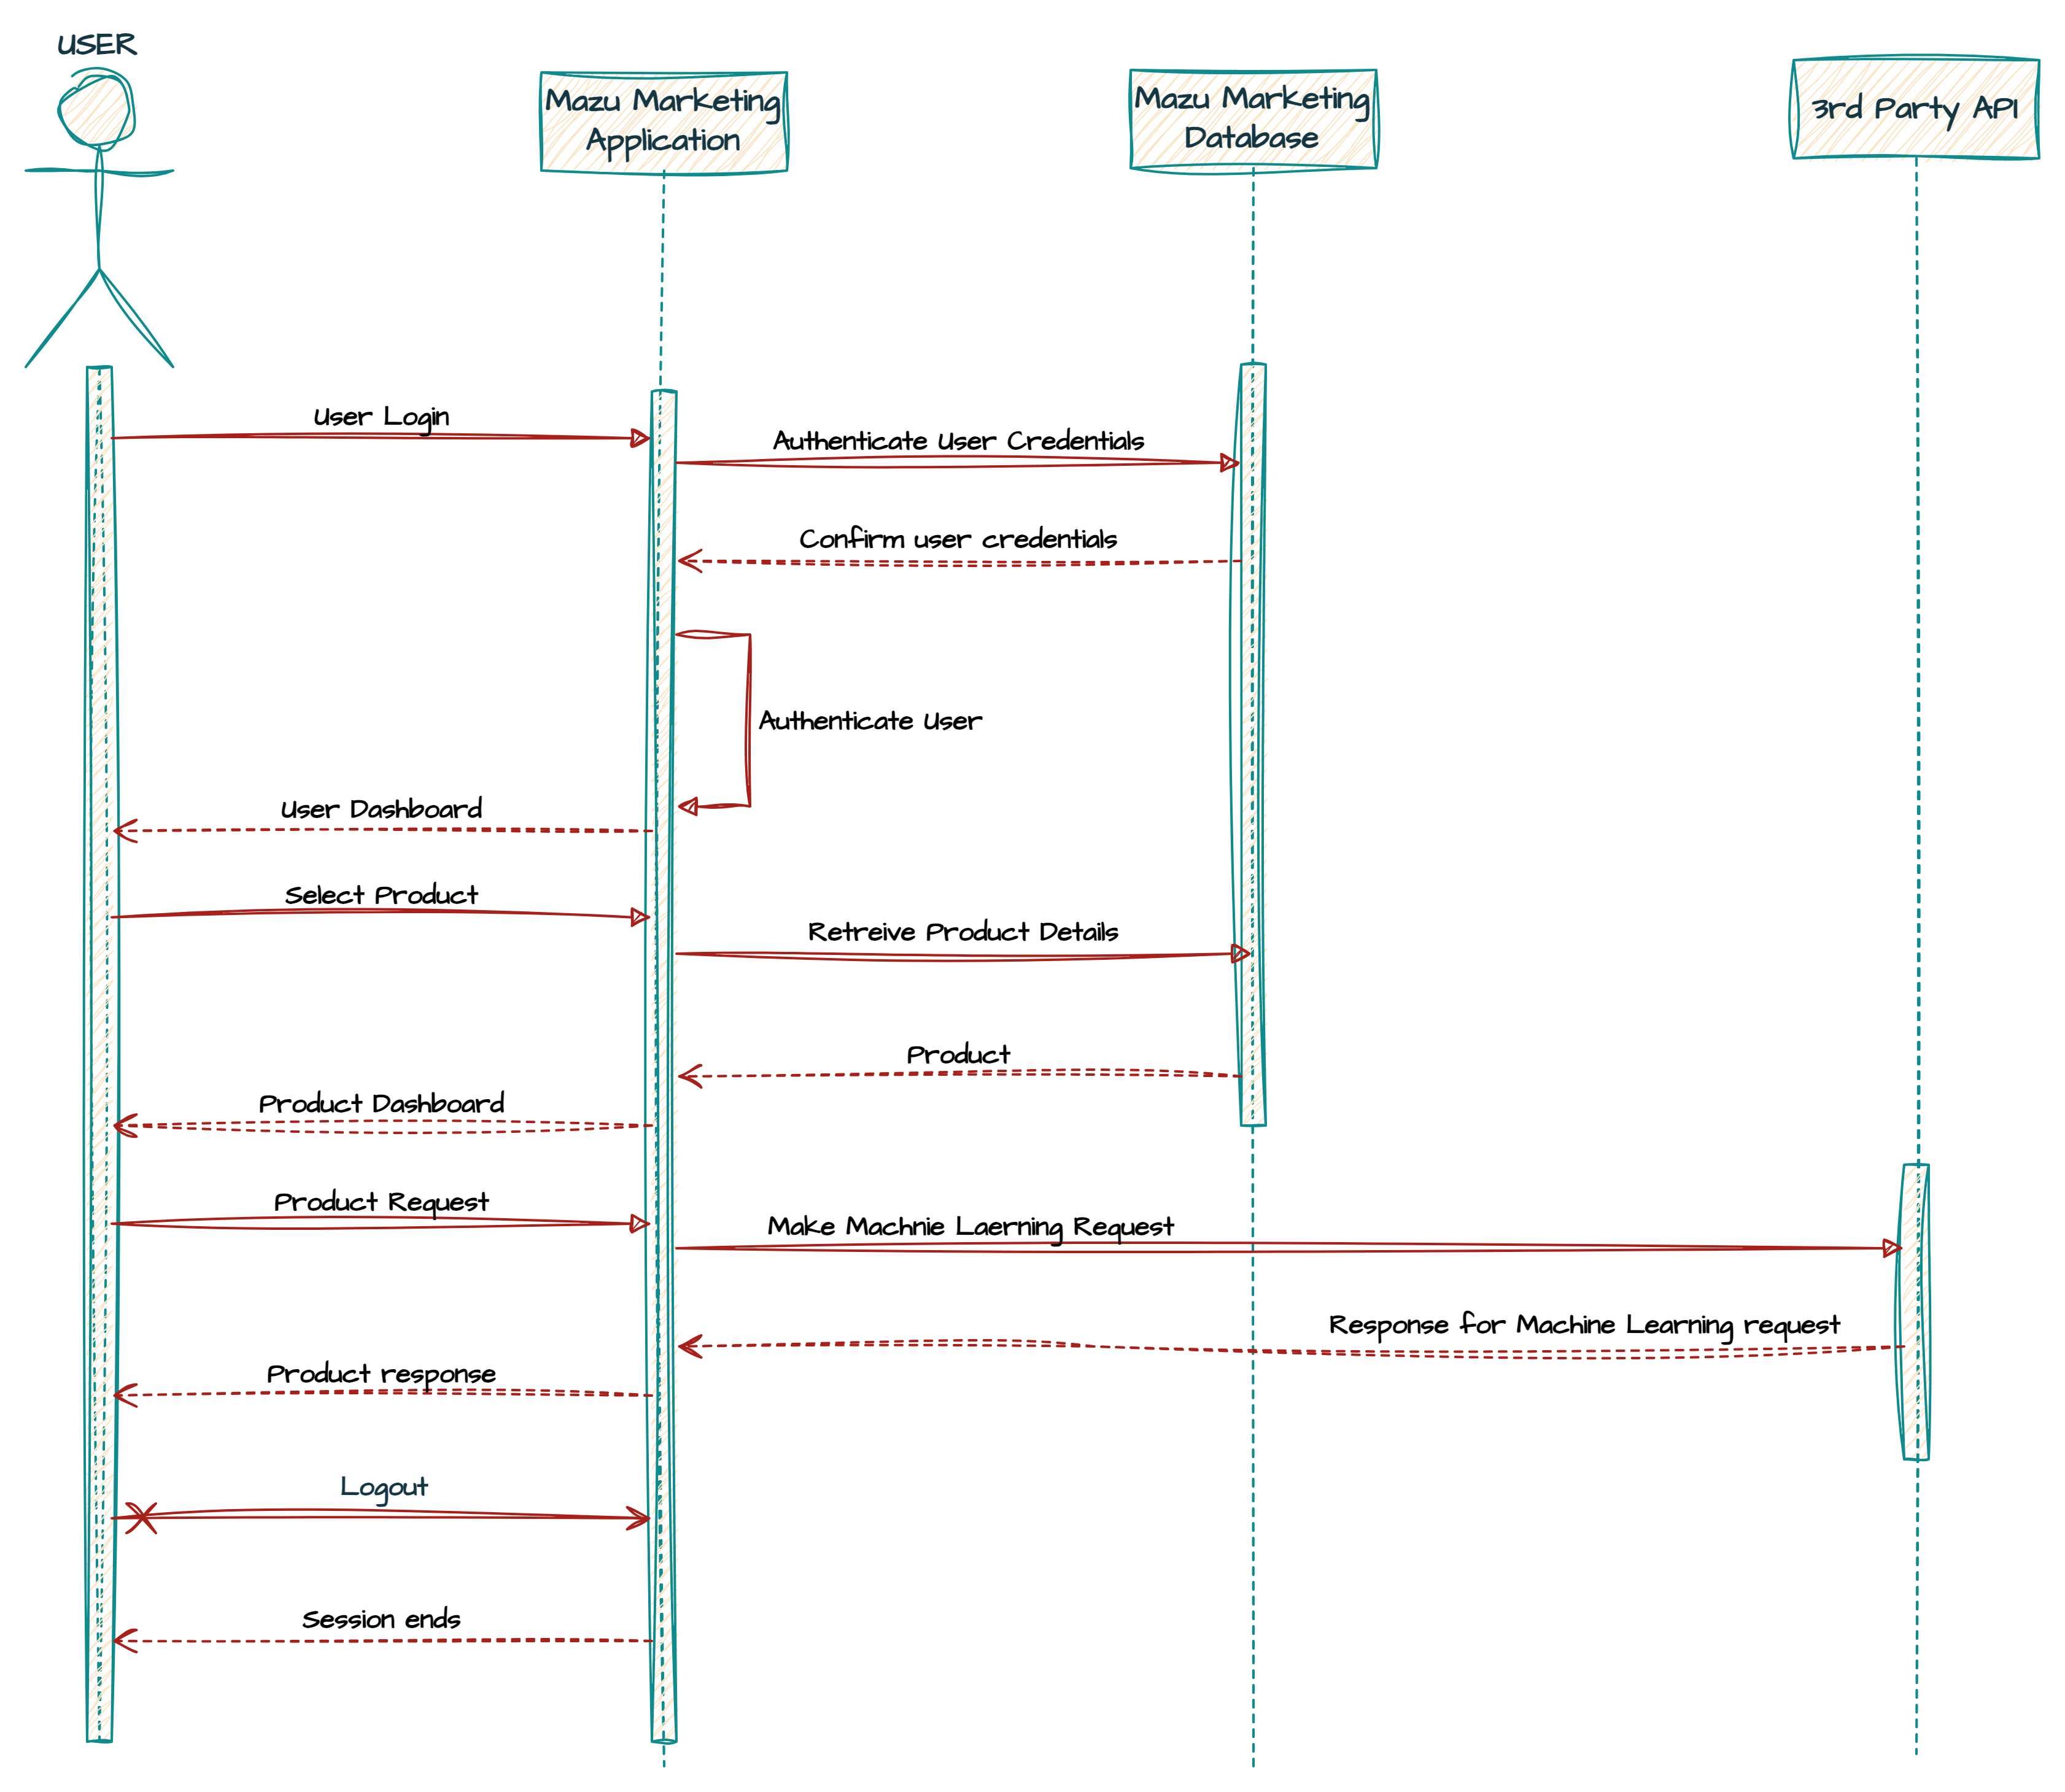 USER
Mazu Marketing
Application
Mazu Marketing
Database
3rd Party API
User Login
Authenticate User Credentials
Confirm user credentials
Authenticate User
User Dashboard
Select Product
Retreive Product Details
Product
Product Dashboard
Product Request
Make Machnie Laerning Request
Response for Machine Learning request
Product response
Logout
Session ends